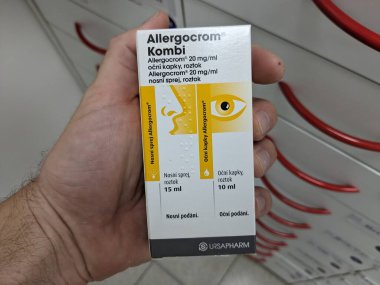 Allergocrom®
Kombi
Allergocrom® 20 mg/ml
oční kapky, roztok
Allergocrom® 20 mg/ml
nosní sprej, roztok
Nosní sprej Allergocrom®
Oční kapky Allergocrom®
Nosní sprej,
roztok
15 ml
Oční kapky,
roztok
10 ml
Nosní podání.
Oční podání.
URSAPHARM